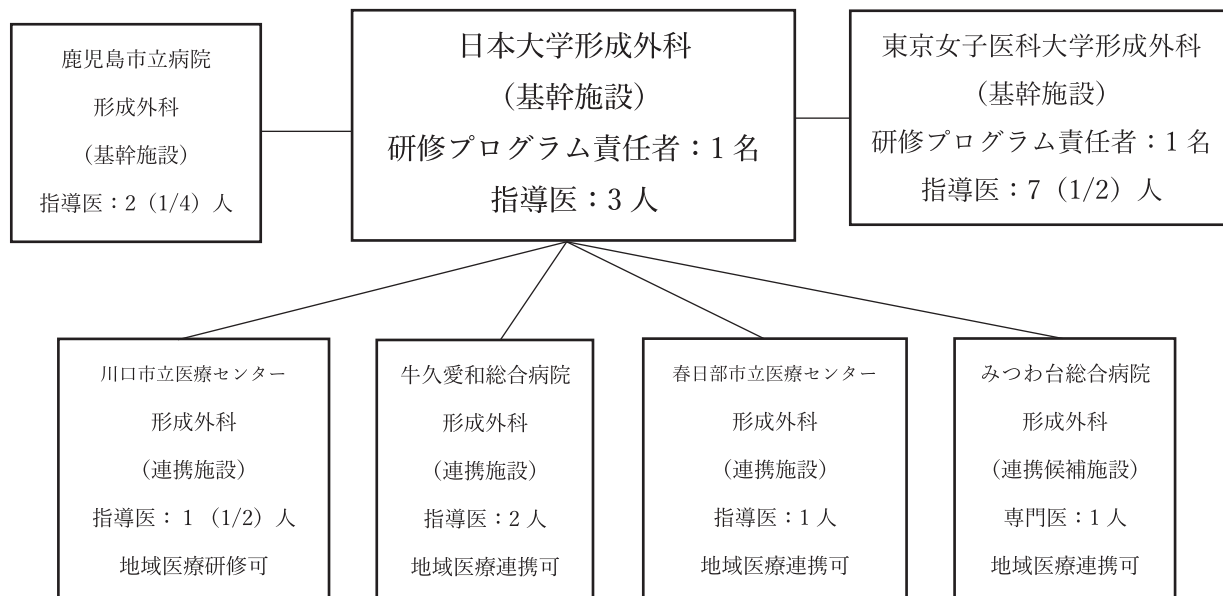 鹿児島市立病院
形成外科
（基幹施設）
指導医：2（1/4）人
日本大学形成外科
（基幹施設）
研修プログラム責任者：1 名
指導医：3 人
東京女子医科大学形成外科
（基幹施設）
研修プログラム責任者：1 名
指導医：7（1/2）人
川口市立医療センター
形成外科
（連携施設）
指導医： 1 （1/2）人
地域医療研修可
牛久愛和総合病院
形成外科
（連携施設）
指導医：2 人
地域医療連携可
春日部市立医療センター
形成外科
（連携施設）
指導医：1 人
地域医療連携可
みつわ台総合病院
形成外科
（連携候補施設）
専門医：1 人
地域医療連携可